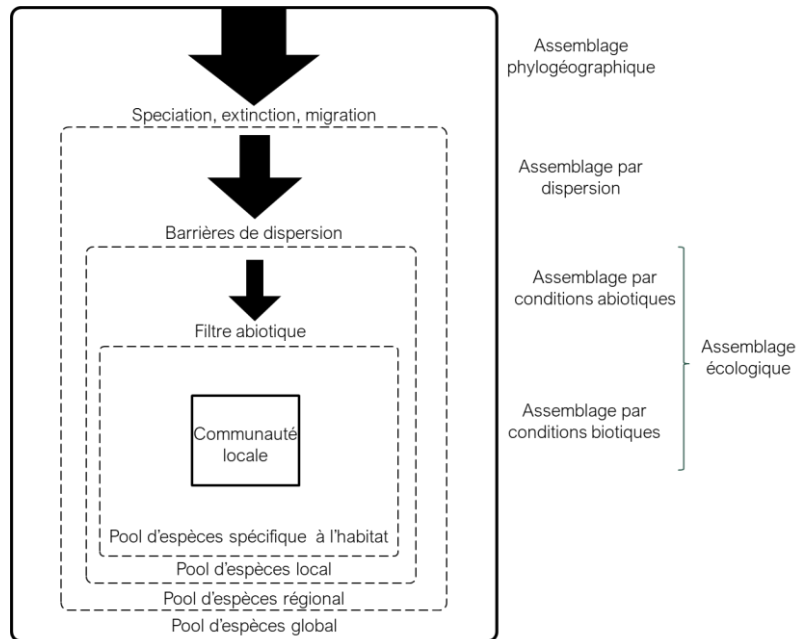 Assemblage
phylogéographique
Speciation, extinction, migration
Assemblage par
dispersion
Barrières de dispersion
Assemblage par
conditions abiotiques
Filtre abiotique
Assemblage
écologique
Assemblage par
conditions biotiques
Communauté
locale
Pool d'espèces spécifique à l'habitat
Pool d'espèces local
Pool d'espèces régional
Pool d'espèces global